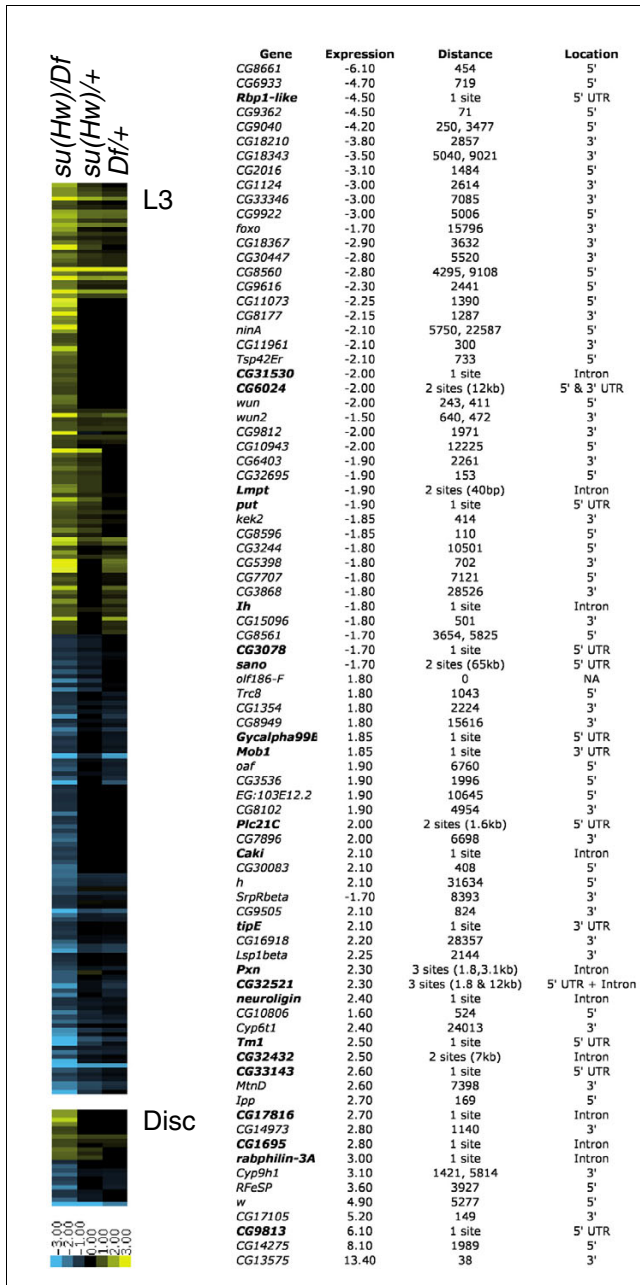 su(Hw)/Df
su(Hw)/+
Df/+
L3
Disc
-3.00
-2.00
-1.00
0.00
1.00
2.00
3.00
Gene Expression Distance Location
CG8661 -6.10 454 5'
CG6933 -4.70 719 5'
Rbp1-like -4.50 1 site 5' UTR
CG9362 -4.50 71 5'
CG9040 -4.20 250, 3477 5'
CG18210 -3.80 2857 3'
CG18343 -3.50 5040, 9021 3'
CG2016 -3.10 1484 5'
CG1124 -3.00 2614 3'
CG33346 -3.00 7085 3'
CG9922 -3.00 5006 5'
foxo -1.70 15796 3'
CG18367 -2.90 3632 3'
CG30447 -2.80 5520 3'
CG8560 -2.80 4295, 9108 5'
CG9616 -2.30 2441 5'
CG11073 -2.25 1390 5'
CG8177 -2.15 1287 3'
ninA -2.10 5750, 22587 5'
CG11961 -2.10 300 3'
Tsp42Er -2.10 733 5'
CG31530 -2.00 1 site Intron
CG6024 -2.00 2 sites (12kb) 5' & 3' UTR
wun -2.00 243, 411 5'
wun2 -1.50 640, 472 3'
CG9812 -2.00 1971 3'
CG10943 -2.00 12225 5'
CG6403 -1.90 2261 3'
CG32695 -1.90 153 5'
Lmpt -1.90 2 sites (40bp) Intron
put -1.90 1 site 5' UTR
kek2 -1.85 414 3'
CG8596 -1.85 110 5'
CG3244 -1.80 10501 5'
CG5398 -1.80 702 3'
CG7707 -1.80 7121 5'
CG3868 -1.80 28526 3'
Ih -1.80 1 site Intron
CG15096 -1.80 501 3'
CG8561 -1.70 3654, 5825 5'
CG3078 -1.70 1 site 5' UTR
sano -1.70 2 sites (65kb) 5' UTR
olf186-F 1.80 0 NA
Trc8 1.80 1043 5'
CG1354 1.80 2224 3'
CG8949 1.80 15616 3'
Gycalpha99B 1.85 1 site 5' UTR
Mob1 1.85 1 site 3' UTR
oaf 1.90 6760 5'
CG3536 1.90 1996 5'
EG:103E12.2 1.90 10645 5'
CG8102 1.90 4954 3'
Plc21C 2.00 2 sites (1.6kb) 5' UTR
CG7896 2.00 6698 3'
Caki 2.10 1 site Intron
CG30083 2.10 408 5'
h 2.10 31634 3'
SrpRbeta -1.70 8393 3'
CG9505 2.10 824 3'
tipE 2.10 1 site 3' UTR
CG16918 2.20 28357 3'
Lsp1beta 2.25 2144 3'
Pxn 2.30 3 sites (1.8,3.1kb) Intron
CG32521 2.30 3 sites (1.8 & 12kb) 5' UTR + Intron
neuroligin 2.40 1 site Intron
CG10806 1.60 524 5'
Cyp6t1 2.40 24013 3'
Tm1 2.50 1 site 5' UTR
CG32432 2.50 2 sites (7kb) Intron
CG33143 2.60 1 site 5' UTR
MtnD 2.60 7398 3'
Ipp 2.70 169 5'
CG17816 2.70 1 site Intron
CG14973 2.80 1140 3'
CG1695 2.80 1 site Intron
rabphilin-3A 3.00 1 site Intron
Cyp9h1 3.10 1421, 5814 3'
RFeSP 3.60 3927 5'
w 4.90 5277 5'
CG17105 5.20 149 3'
CG9813 6.10 1 site 5' UTR
CG14275 8.10 1989 5'
CG13575 13.40 38 3'